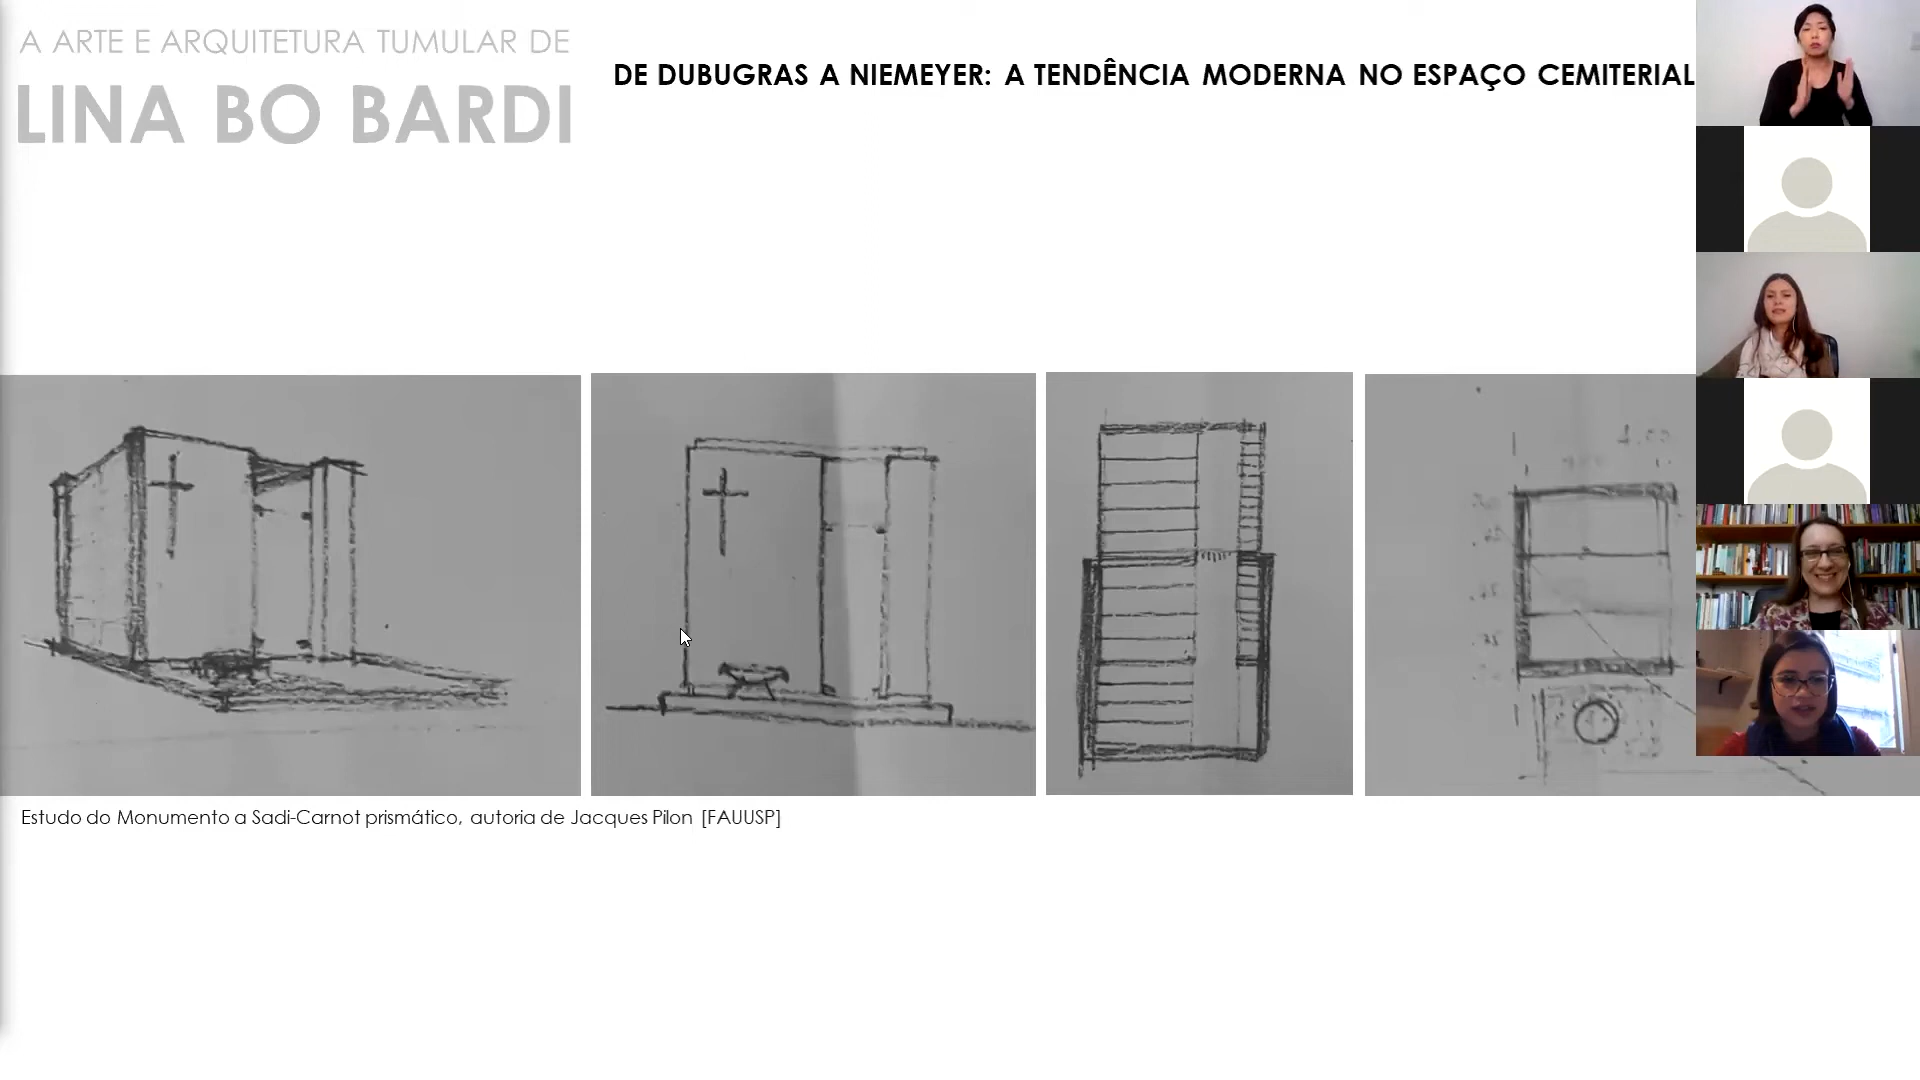 A ARTE E ARQUITETURA TUMULAR DE
LINA BO BARDI
DE DUBUGRAS A NIEMEYER: A TENDÊNCIA MODERNA NO ESPAÇO CEMITERIAL
Estudo do Monumento a Sadi-Carnot prismático, autoria de Jacques Pilon [FAUUSP]